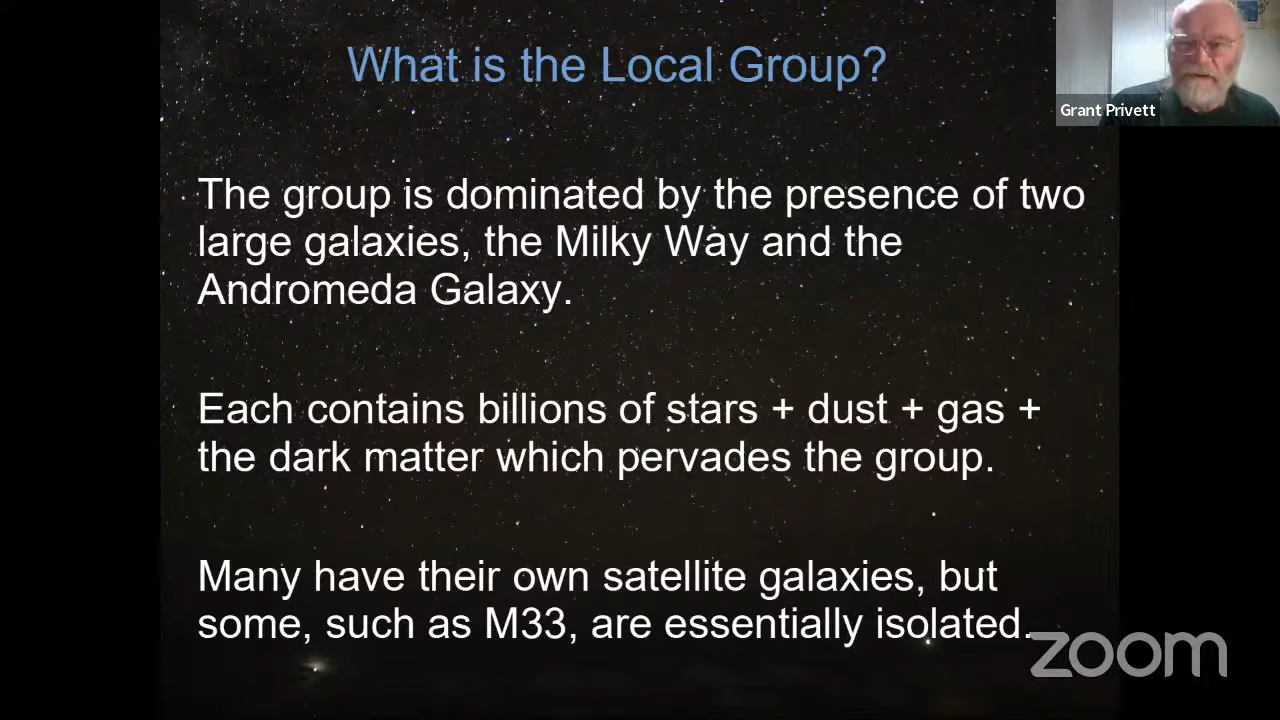 What is the Local Group?
Grant Privett
The group is dominated by the presence of two
large galaxies, the Milky Way and the
Andromeda Galaxy.
Each contains billions of stars + dust + gas +
the dark matter which pervades the group.
Many have their own satellite galaxies, but
some, such as M33, are essentially isolated.
zoom